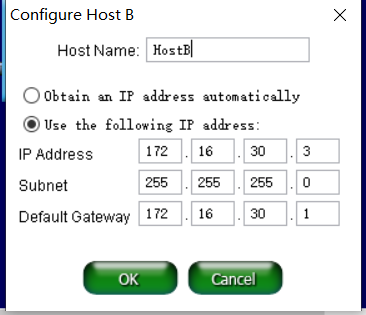 Configure Host B
Host Name: HostB
Obtain an IP address automatically
Use the following IP address:
IP Address 172 . 16 . 30 . 3
Subnet 255 . 255 . 255 . 0
Default Gateway 172 . 16 . 30 . 1
OK Cancel